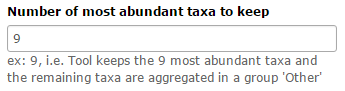 Number of most abundant taxa to keep
9
ex: 9, i.e. Tool keeps the 9 most abundant taxa and
the remaining taxa are aggregated in a group 'Other'